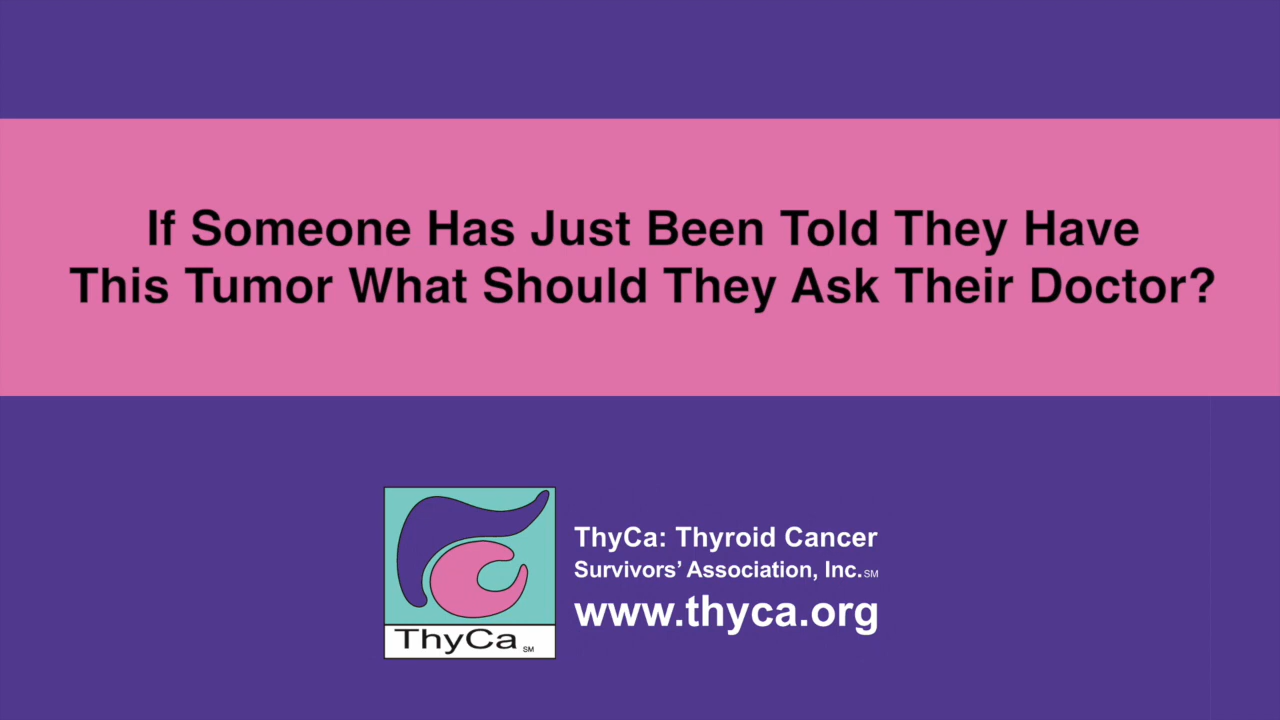 If Someone Has Just Been Told They Have
This Tumor What Should They Ask Their Doctor?
ThyCa: Thyroid Cancer
Survivors’ Association, Inc.SM
www.thyca.org
ThyCa SM